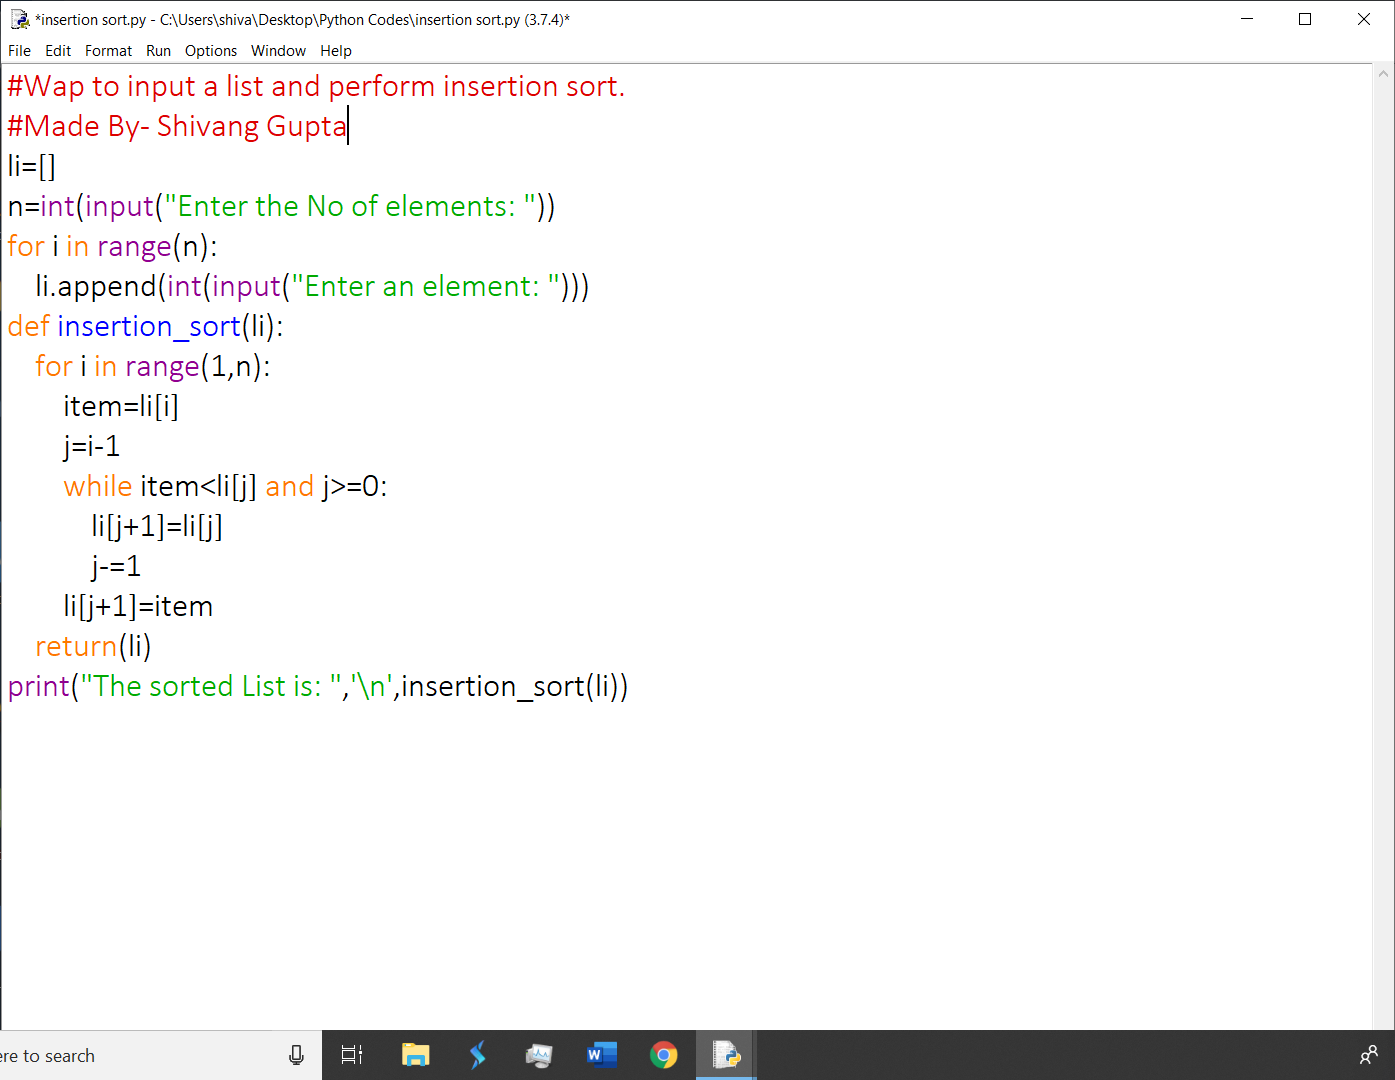 *insertion sort.py - C:\Users\shiva\Desktop\Python Codes\insertion sort.py (3.7.4)*
File Edit Format Run Options Window Help
#Wap to input a list and perform insertion sort.
#Made By- Shivang Gupta
li=[]
n=int(input("Enter the No of elements: "))
for i in range(n):
    li.append(int(input("Enter an element: ")))
def insertion_sort(li):
    for i in range(1,n):
        item=li[i]
        j=i-1
        while item<li[j] and j>=0:
            li[j+1]=li[j]
            j-=1
        li[j+1]=item
    return(li)
print("The sorted List is: ",'\n',insertion_sort(li))
ere to search